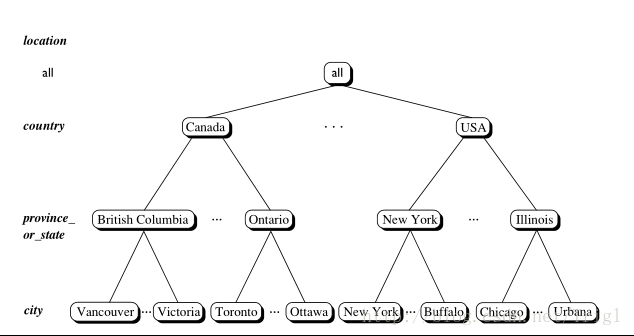 location
all all
country Canada ... USA
province_ British Columbia ... Ontario New York ... Illinois
or_state
city Vancouver ... Victoria Toronto ... Ottawa New York ... Buffalo Chicago ... Urbana